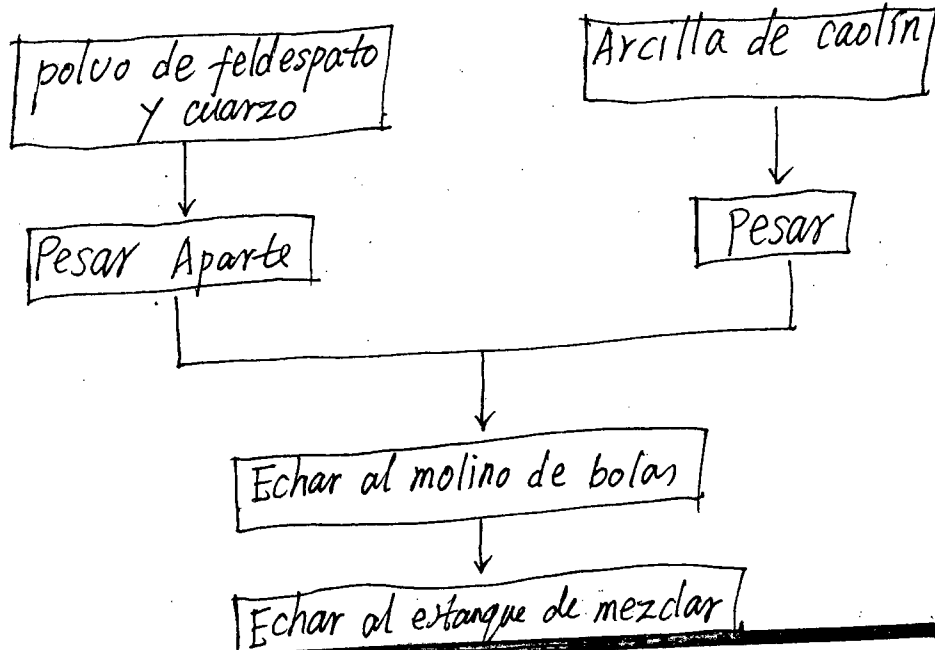 polvo de feldespato
y cuarzo
Arcilla de caolín
Pesar Aparte
Pesar
Echar al molino de bolas
Echar al estanque de mezclar